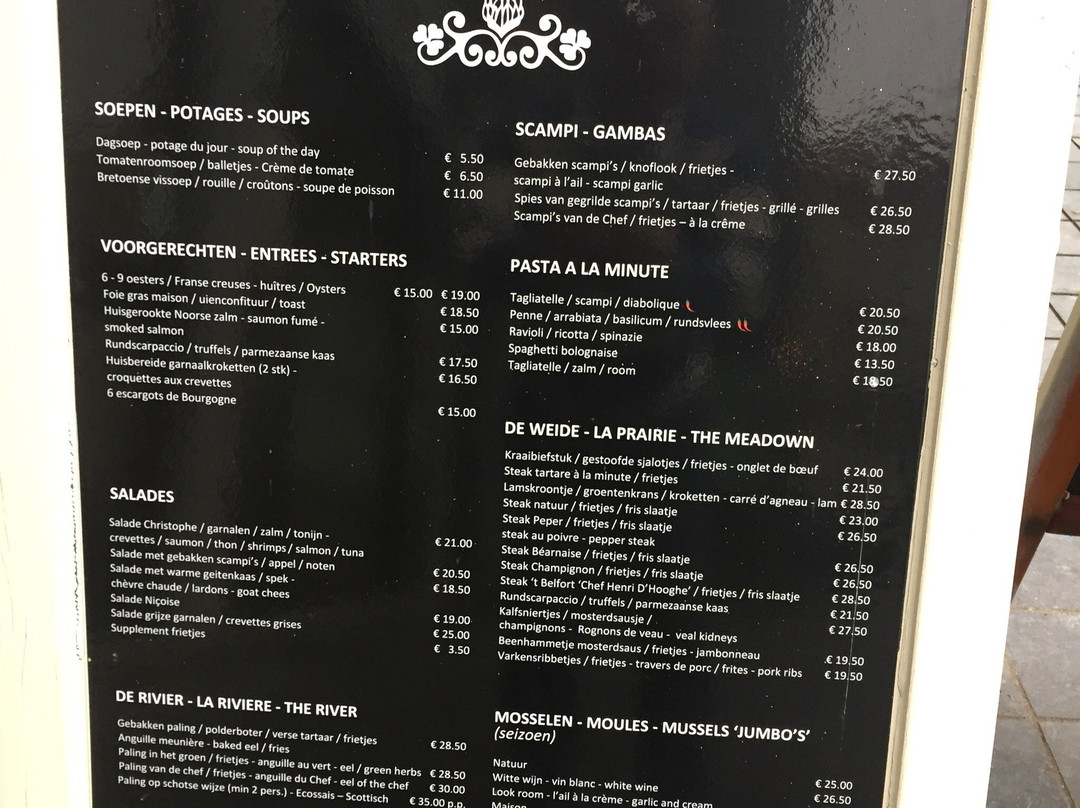 SOEPEN - POTAGES - SOUPS
Dagsoep - potage du jour - soup of the day € 5.50
Tomatenroomsoep / balletjes - Crème de tomate € 6.50
Bretoense vissoep / rouille / croûtons - soupe de poisson € 11.00
VOORGERECHTEN - ENTREES - STARTERS
6 - 9 oesters / Franse creuses - huîtres / Oysters € 15.00 € 19.00
Foie gras maison / uienconfituur / toast € 18.50
Huisgerookte Noorse zalm - saumon fumé - € 15.00
smoked salmon
Rundscarpaccio / truffels / parmezaanse kaas € 17.50
Huisbereide garnaalkroketten (2 stk) - € 16.50
croquettes aux crevettes
6 escargots de Bourgogne € 15.00
SALADES
Salade Christophe / garnalen / zalm / tonijn -
crevettes / saumon / thon / shrimps / salmon / tuna € 21.00
Salade met gebakken scampi's / appel / noten € 20.50
Salade met warme geitenkaas / spek - € 18.50
chèvre chaude / lardons - goat chees
Salade Niçoise € 19.00
Salade grijze garnalen / crevettes grises € 25.00
Supplement frietjes € 3.50
DE RIVIER - LA RIVIERE - THE RIVER
Gebakken paling / polderboter / verse tartaar / frietjes € 28.50
Anguille meunière - baked eel / fries
Paling in het groen / frietjes - anguille au vert - eel / green herbs € 28.50
Paling van de chef / frietjes - anguille du Chef - eel of the chef € 30.00
Paling op schotse wijze (min 2 pers.) - Ecossais – Scottisch € 35.00 p.p.
SCAMPI - GAMBAS
Gebakken scampi's / knoflook / frietjes - € 27.50
scampi à l'ail - scampi garlic
Spies van gegrilde scampi's / tartaar / frietjes - grillé - grilles € 26.50
Scampi's van de Chef / frietjes – à la crême € 28.50
PASTA A LA MINUTE
Tagliatelle / scampi / diabolique € 20.50
Penne / arrabiata / basilicum / rundsvlees € 20.50
Ravioli / ricotta / spinazie € 18.00
Spaghetti bolognaise € 13.50
Tagliatelle / zalm / room € 18.50
DE WEIDE - LA PRAIRIE - THE MEADOWN
Kraaibiefstuk / gestoofde sjalotjes / frietjes - onglet de bœuf € 24.00
Steak tartare à la minute / frietjes € 21.50
Lamskroontje / groentenkrans / kroketten - carré d'agneau - lam € 28.50
Steak natuur / frietjes / fris slaatje € 23.00
Steak Peper / frietjes / fris slaatje € 26.50
steak au poivre - pepper steak
Steak Béarnaise / frietjes / fris slaatje € 26.50
Steak Champignon / frietjes / fris slaatje € 26.50
Steak 't Belfort 'Chef Henri D'Hooghe' / frietjes / fris slaatje € 28.50
Rundscarpaccio / truffels / parmezaanse kaas € 21.50
Kalfsniertjes / mosterdsausje / € 27.50
champignons - Rognons de veau - veal kidneys
Beenhammetje mosterdsaus / frietjes - jambonneau € 19.50
Varkensribbetjes / frietjes - travers de porc / frites - pork ribs € 19.50
MOSSELEN - MOULES - MUSSELS 'JUMBO'S'
(seizoen)
Natuur € 25.00
Witte wijn - vin blanc - white wine € 26.50
Look room - l'ail à la crème - garlic and cream
Maison